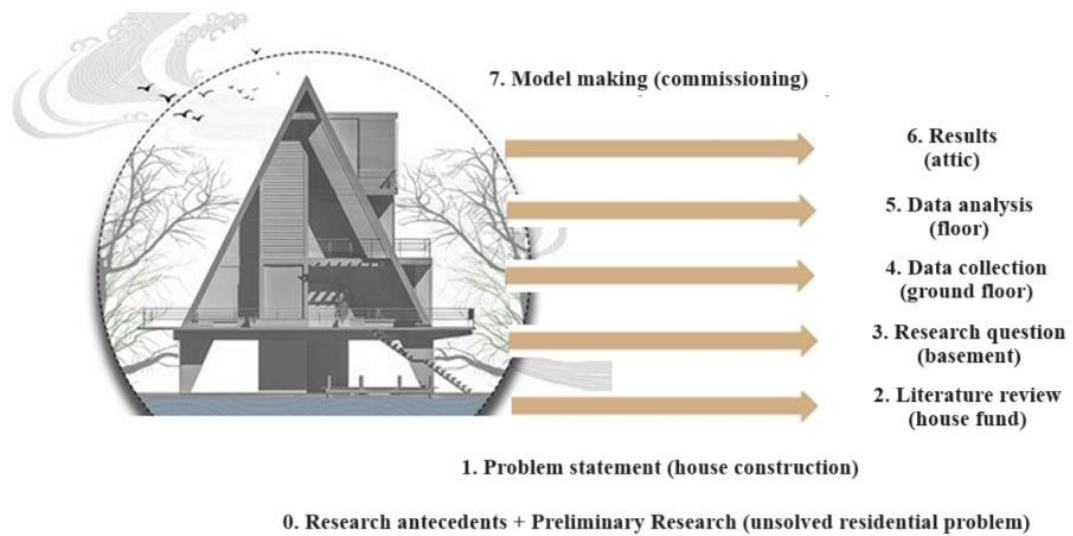 7. Model making (commissioning)
6. Results
(attic)
5. Data analysis
(floor)
4. Data collection
(ground floor)
3. Research question
(basement)
2. Literature review
(house fund)
1. Problem statement (house construction)
0. Research antecedents + Preliminary Research (unsolved residential problem)